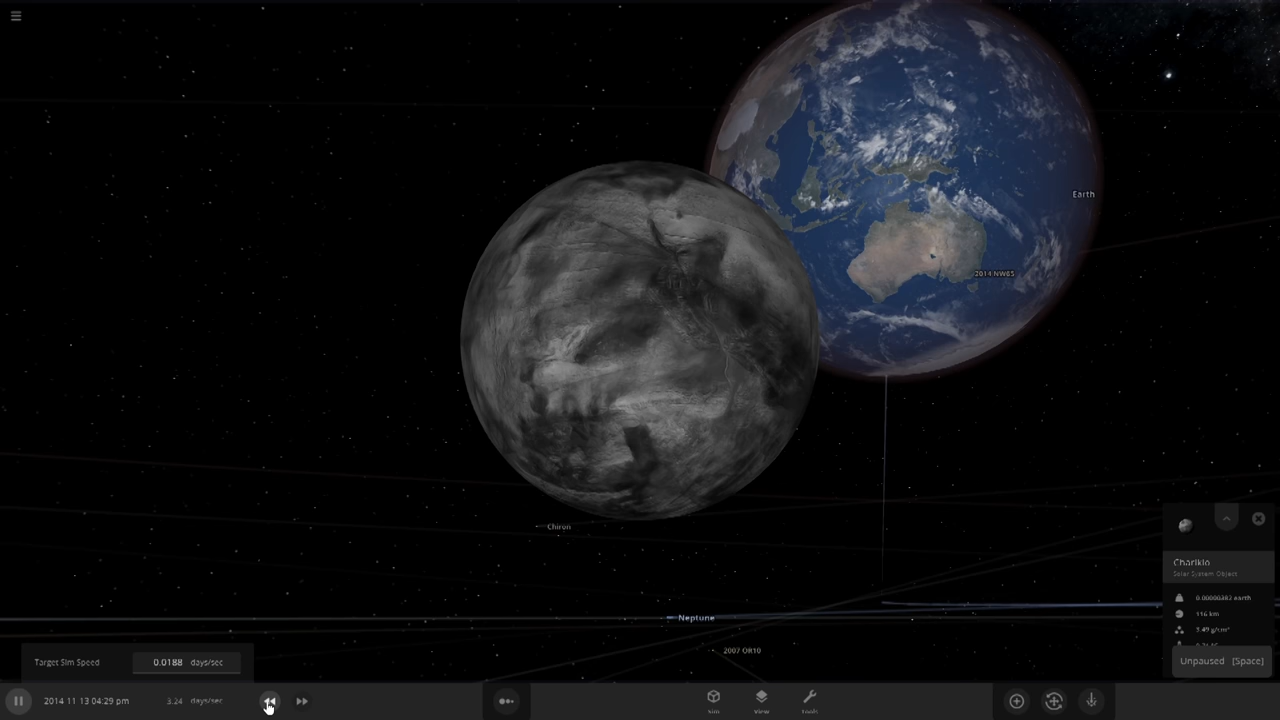 Earth
2014 NW65
Chiron
Chariklo
Solar System Object
0.00000382 earth
116 km
Neptune
2007 OR10
Target Sim Speed 0.0188 days/sec
Unpaused [Space]
2014 11 13 04:29 pm 3.24 days/sec
Sim View Tools